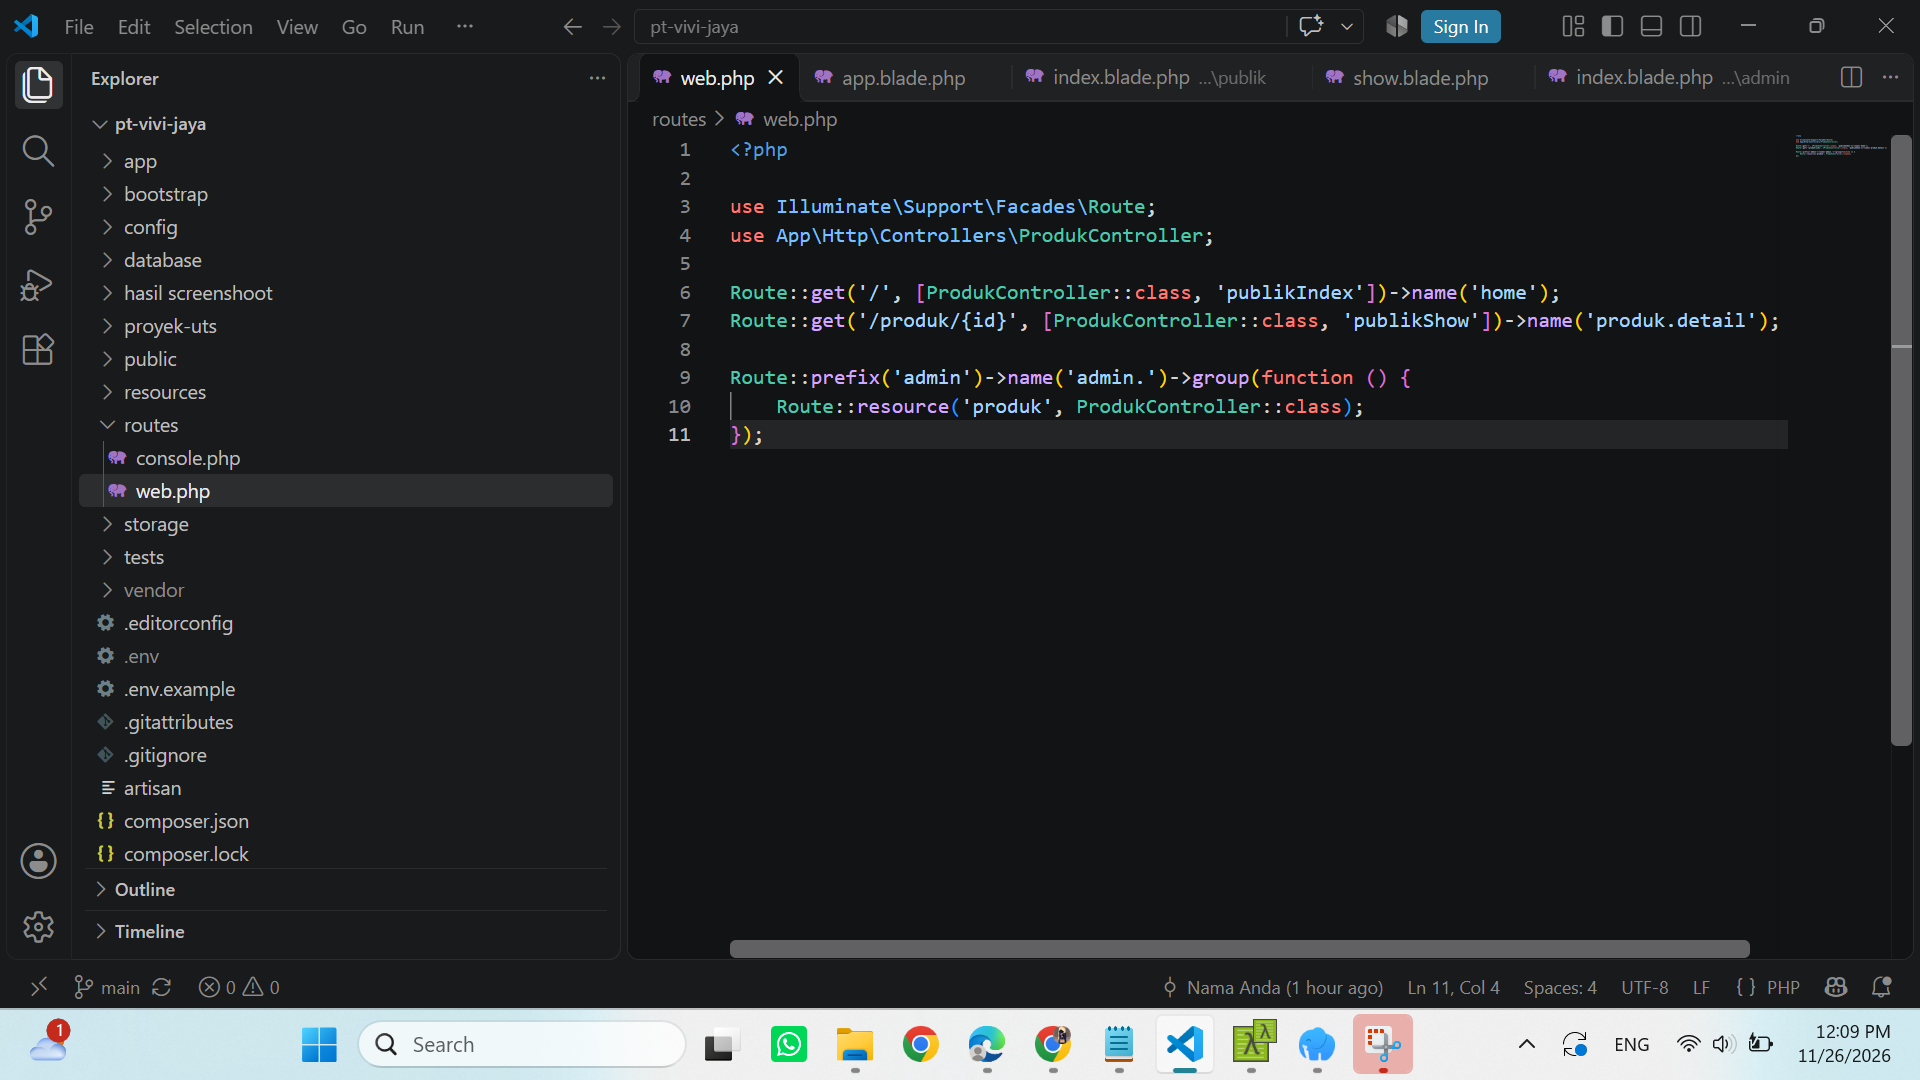 File Edit Selection View Go Run ··· pt-vivi-jaya Sign In
Explorer ···
pt-vivi-jaya
app
bootstrap
config
database
hasil screenshoot
proyek-uts
public
resources
routes
console.php
web.php
storage
tests
vendor
.editorconfig
.env
.env.example
.gitattributes
.gitignore
artisan
composer.json
composer.lock
Outline
Timeline
web.php app.blade.php index.blade.php ...\publik show.blade.php index.blade.php ...\admin ···
routes > web.php
1 <?php
2
3 use Illuminate\Support\Facades\Route;
4 use App\Http\Controllers\ProdukController;
5
6 Route::get('/', [ProdukController::class, 'publikIndex'])->name('home');
7 Route::get('/produk/{id}', [ProdukController::class, 'publikShow'])->name('produk.detail');
8
9 Route::prefix('admin')->name('admin.')->group(function () {
10 Route::resource('produk', ProdukController::class);
11 });
main 0 0 Nama Anda (1 hour ago) Ln 11, Col 4 Spaces: 4 UTF-8 LF {} PHP
1 Search ENG 12:09 PM
11/26/2026